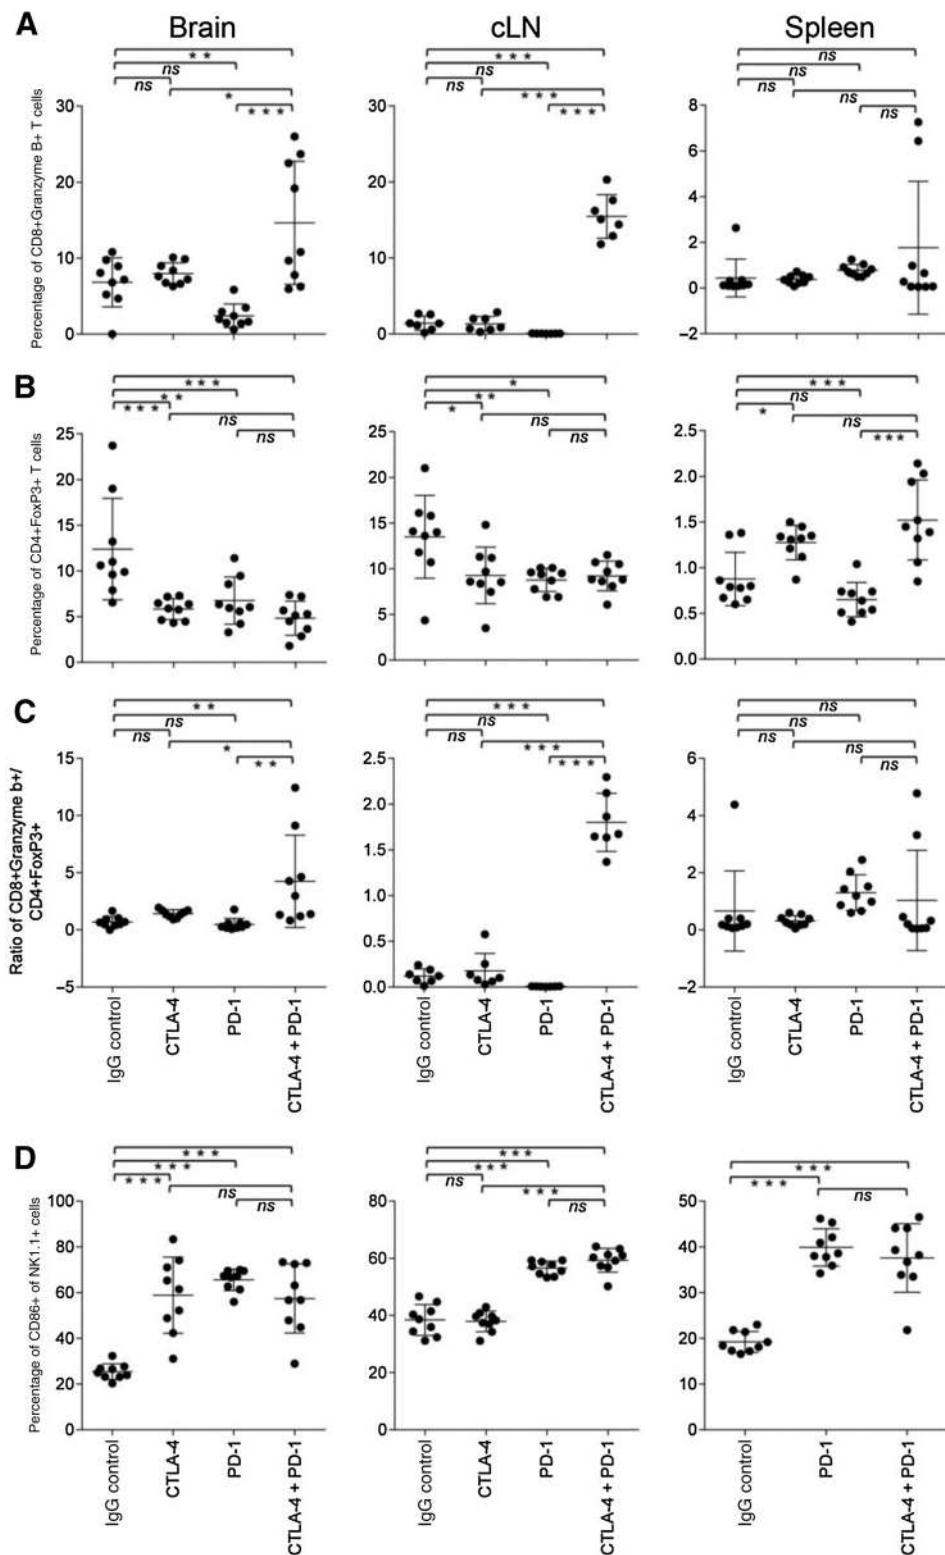 A
Brain
cLN
Spleen
* *
ns
ns
*
* * *
* * *
ns
ns
* * *
* * *
ns
ns
ns
ns
ns
Percentage of CD8+Granzyme B+ T cells
30
20
10
0
30
20
10
0
8
6
4
2
0
−2
B
* * *
* *
* * *
ns
ns
*
* *
*
ns
ns
* * *
ns
*
ns
* * *
Percentage of CD4+FoxP3+ T cells
25
20
15
10
5
0
25
20
15
10
5
0
2.5
2.0
1.5
1.0
0.5
0.0
C
* *
ns
ns
*
* *
* * *
ns
ns
* * *
* * *
ns
ns
ns
ns
ns
Ratio of CD8+Granzyme b+/
CD4+FoxP3+
15
10
5
0
−5
2.5
2.0
1.5
1.0
0.5
0.0
6
4
2
0
−2
IgG control
CTLA-4
PD-1
CTLA-4 + PD-1
IgG control
CTLA-4
PD-1
CTLA-4 + PD-1
IgG control
CTLA-4
PD-1
CTLA-4 + PD-1
D
* * *
* * *
* * *
ns
ns
* * *
* * *
ns
* * *
ns
* * *
* * *
ns
Percentage of CD86+ of NK1.1+ cells
100
80
60
40
20
0
80
60
40
20
0
50
40
30
20
10
0
IgG control
CTLA-4
PD-1
CTLA-4 + PD-1
IgG control
CTLA-4
PD-1
CTLA-4 + PD-1
IgG control
PD-1
CTLA-4 + PD-1